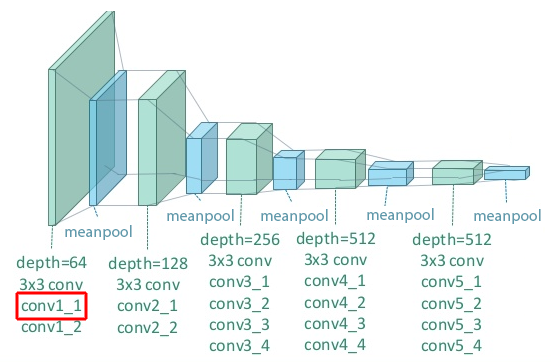 meanpool
meanpool
meanpool
meanpool
meanpool
depth=64
3x3 conv
conv1_1
conv1_2
depth=128
3x3 conv
conv2_1
conv2_2
depth=256
3x3 conv
conv3_1
conv3_2
conv3_3
conv3_4
depth=512
3x3 conv
conv4_1
conv4_2
conv4_3
conv4_4
depth=512
3x3 conv
conv5_1
conv5_2
conv5_3
conv5_4